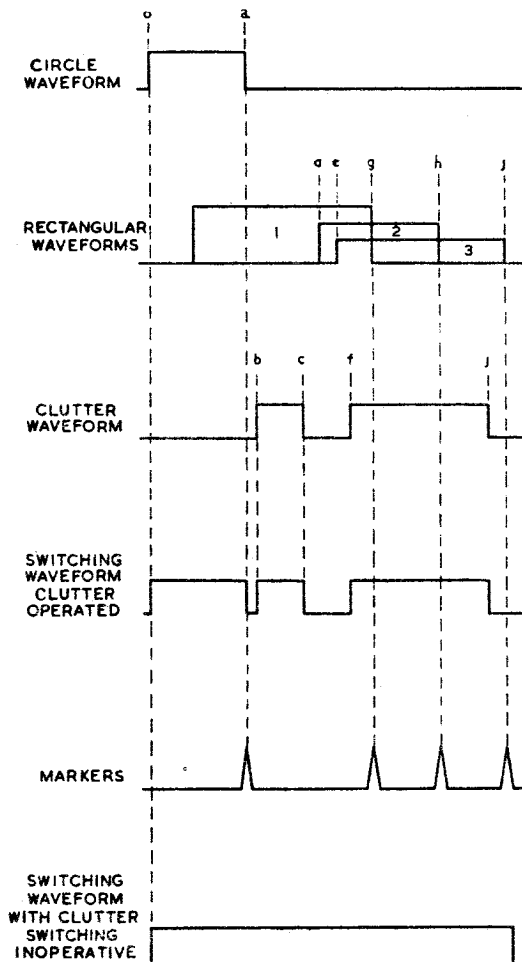 o a
CIRCLE
WAVEFORM
a e g h j
RECTANGULAR
WAVEFORMS
1 2 3
b c f j
CLUTTER
WAVEFORM
SWITCHING
WAVEFORM
CLUTTER
OPERATED
MARKERS
SWITCHING
WAVEFORM
WITH CLUTTER
SWITCHING
INOPERATIVE